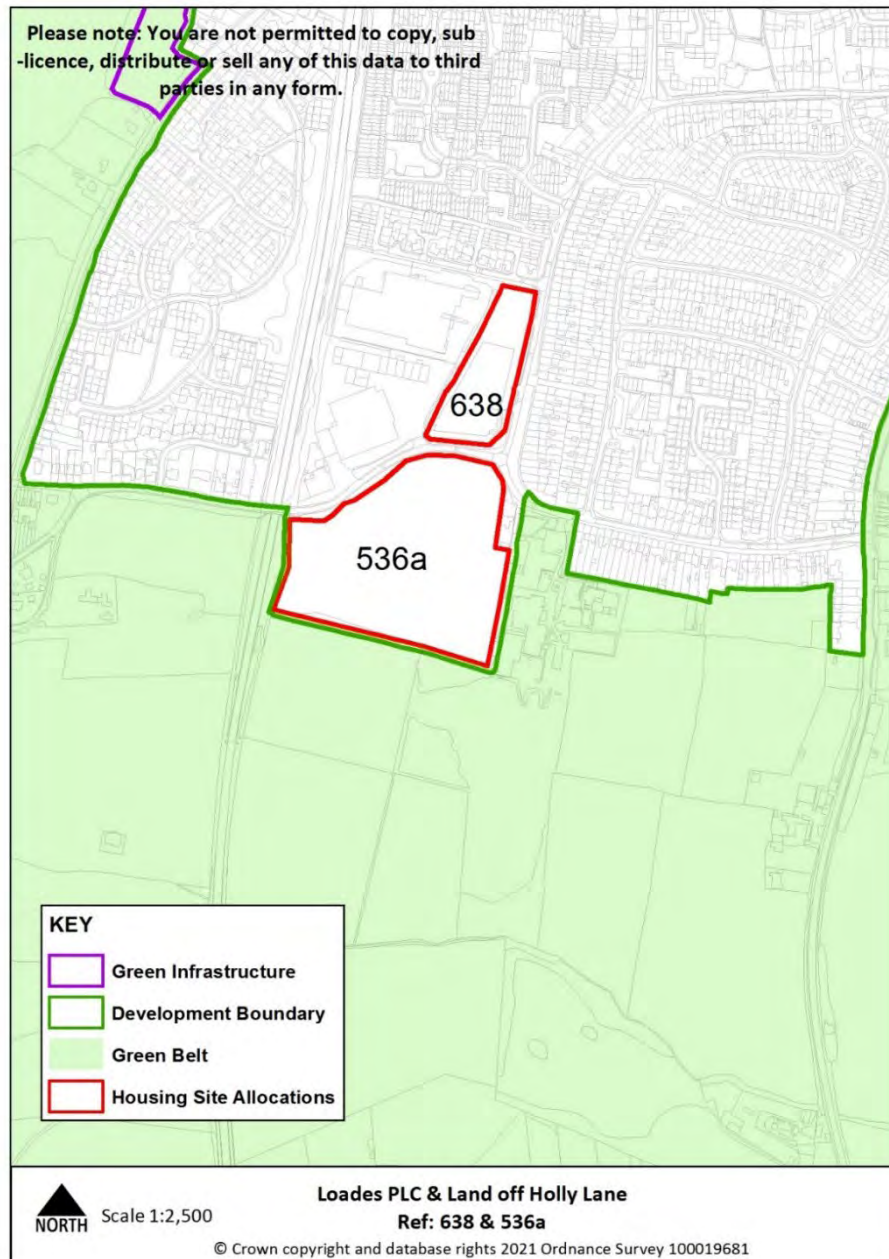 Please note: You are not permitted to copy, sub
-licence, distribute or sell any of this data to third
parties in any form.
638
536a
KEY
Green Infrastructure
Development Boundary
Green Belt
Housing Site Allocations
NORTH
Scale 1:2,500
Loades PLC & Land off Holly Lane
Ref: 638 & 536a
© Crown copyright and database rights 2021 Ordnance Survey 100019681